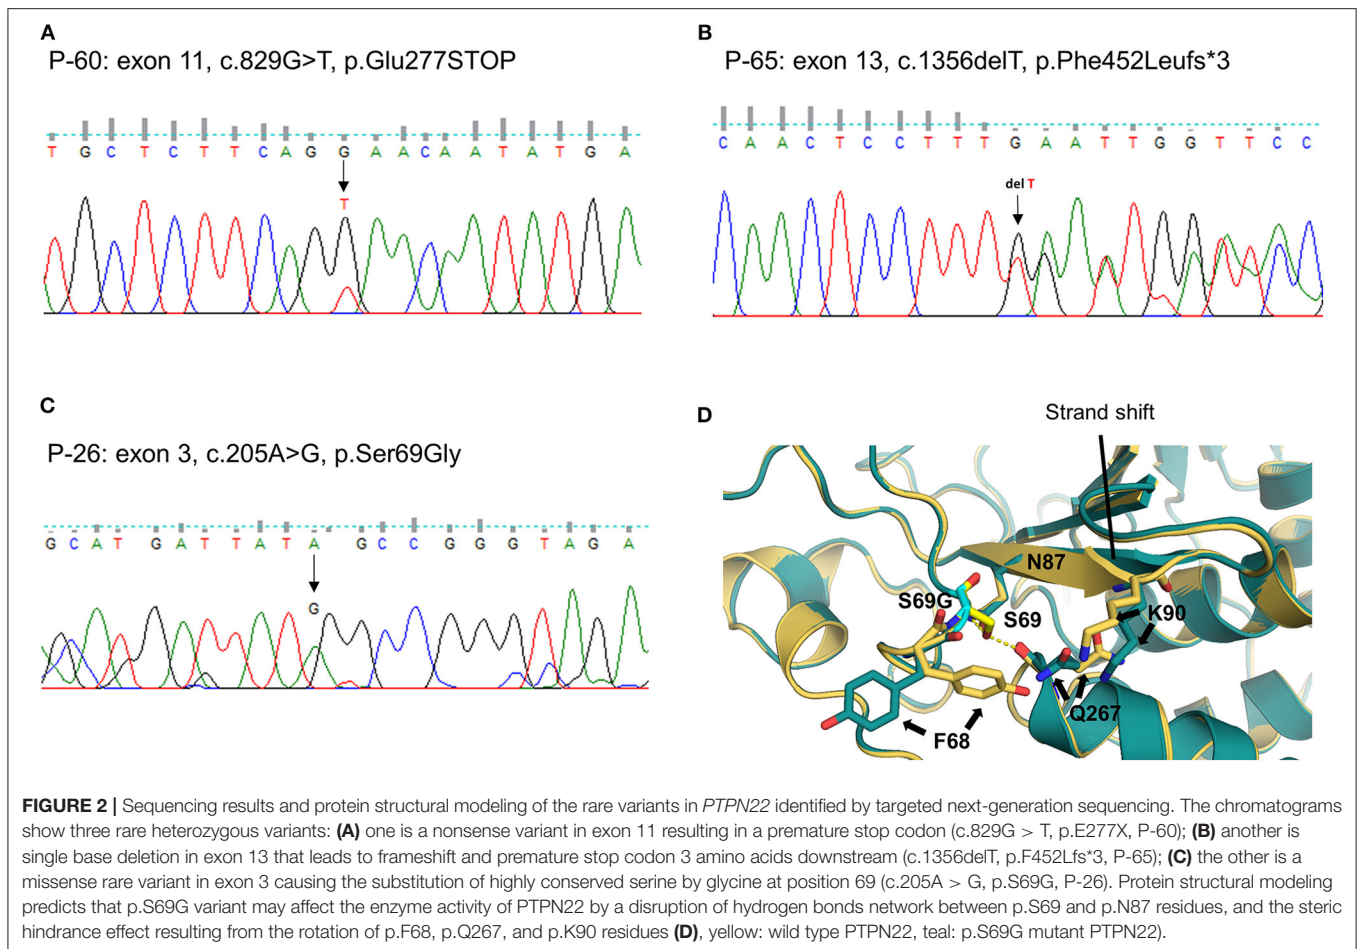 A
P-60: exon 11, c.829G>T, p.Glu277STOP
T G C T C T T C A G G A A C A A T A T G A
T
B
P-65: exon 13, c.1356delT, p.Phe452Leufs*3
C A A C T C C T T T G A A T T G G T T C C
del T
C
P-26: exon 3, c.205A>G, p.Ser69Gly
G C A T G A T T A T A G C C G G G T A G A
G
D
Strand shift
N87
S69G
S69
K90
Q267
F68
FIGURE 2 | Sequencing results and protein structural modeling of the rare variants in PTPN22 identified by targeted next-generation sequencing. The chromatograms
show three rare heterozygous variants: (A) one is a nonsense variant in exon 11 resulting in a premature stop codon (c.829G > T, p.E277X, P-60); (B) another is
single base deletion in exon 13 that leads to frameshift and premature stop codon 3 amino acids downstream (c.1356delT, p.F452Lfs*3, P-65); (C) the other is a
missense rare variant in exon 3 causing the substitution of highly conserved serine by glycine at position 69 (c.205A > G, p.S69G, P-26). Protein structural modeling
predicts that p.S69G variant may affect the enzyme activity of PTPN22 by a disruption of hydrogen bonds network between p.S69 and p.N87 residues, and the steric
hindrance effect resulting from the rotation of p.F68, p.Q267, and p.K90 residues (D), yellow: wild type PTPN22, teal: p.S69G mutant PTPN22).